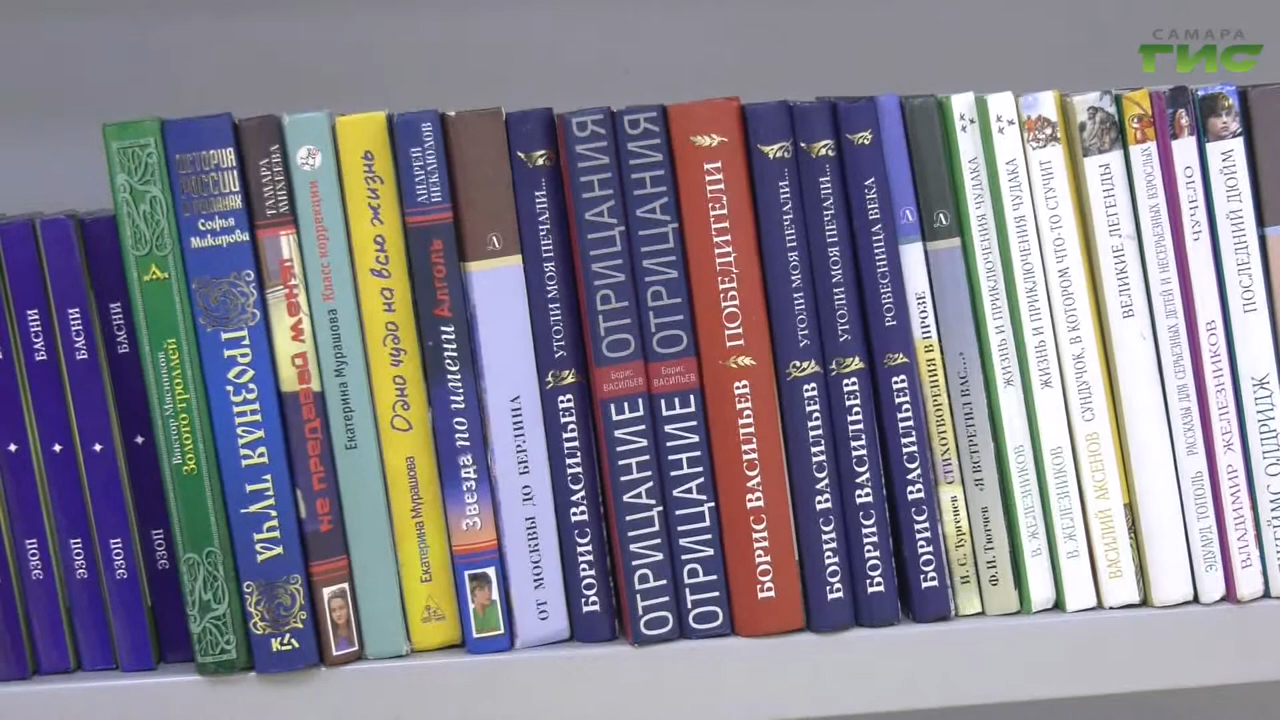 САМАРА
ГИС
БАСНИ
ЭЗОП
БАСНИ
ЭЗОП
БАСНИ
ЭЗОП
БАСНИ
ЭЗОП
Виктор Мясников
ЗОЛОТО ТРОЛЛЕЙ
ИСТОРИЯ
РОССИИ
В РОМАНАХ
Софья
Микирова
ГРОЗНАЯ ТУЧА
ТАМАРА
МИХЕЕВА
не предавай меня!
Екатерина Мурашова Класс коррекции
Екатерина Мурашова Одно чудо на всю жизнь
АНДРЕЙ
НЕКЛЮДОВ
Звезда по имени Алголь
ОТ МОСКВЫ ДО БЕРЛИНА
БОРИС ВАСИЛЬЕВ УТОЛИ МОЯ ПЕЧАЛИ...
ОТРИЦАНИЕ Борис ВАСИЛЬЕВ ОТРИЦАНИЯ
ОТРИЦАНИЕ Борис ВАСИЛЬЕВ ОТРИЦАНИЯ
БОРИС ВАСИЛЬЕВ ПОБЕДИТЕЛИ
БОРИС ВАСИЛЬЕВ УТОЛИ МОЯ ПЕЧАЛИ...
БОРИС ВАСИЛЬЕВ УТОЛИ МОЯ ПЕЧАЛИ...
БОРИС ВАСИЛЬЕВ РОВЕСНИЦА ВЕКА
И.С. Тургенев СТИХОТВОРЕНИЯ В ПРОЗЕ
Ф.И. Тютчев «Я ВСТРЕТИЛ ВАС...»
В. ЖЕЛЕЗНИКОВ ЖИЗНЬ И ПРИКЛЮЧЕНИЯ ЧУДАКА
В. ЖЕЛЕЗНИКОВ ЖИЗНЬ И ПРИКЛЮЧЕНИЯ ЧУДАКА
ВАСИЛИЙ АКСЕНОВ СУНДУЧОК, В КОТОРОМ ЧТО-ТО СТУЧИТ
ВЕЛИКИЕ ЛЕГЕНДЫ
ЭДУАРД ТОПОЛЬ РАССКАЗЫ ДЛЯ СЕРЬЕЗНЫХ ДЕТЕЙ И НЕСЕРЬЕЗНЫХ ВЗРОСЛЫХ
ВЛАДИМИР ЖЕЛЕЗНИКОВ ЧУЧЕЛО
ДЖЕЙМС ОЛДРИДЖ ПОСЛЕДНИЙ ДЮЙМ